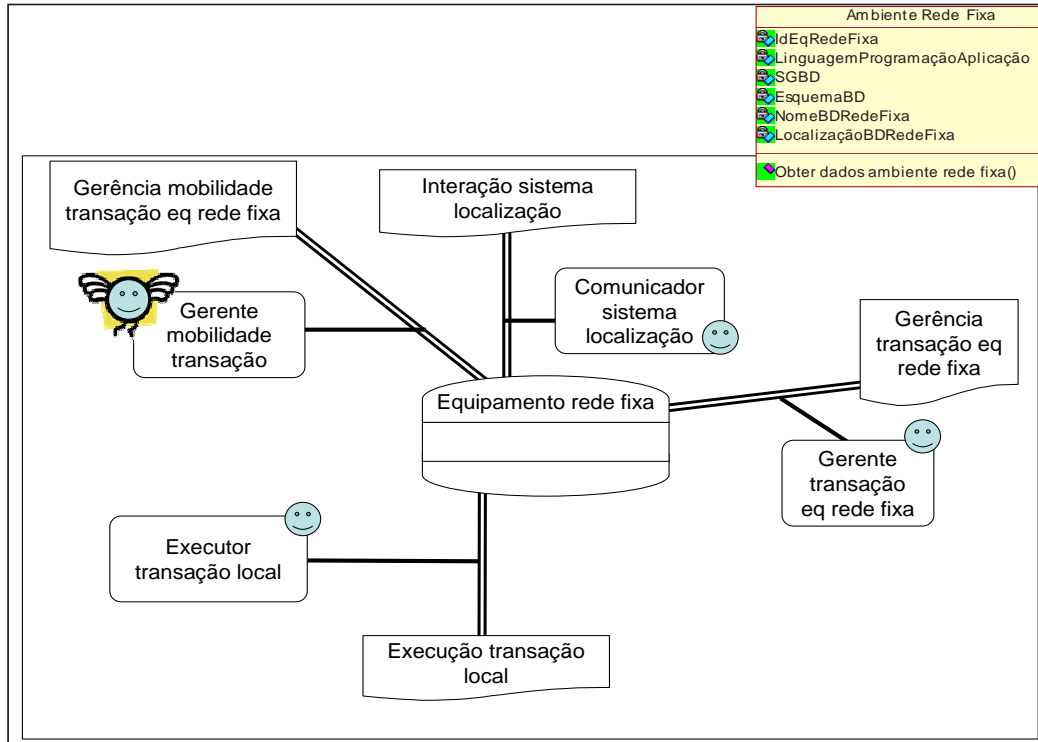 Ambiente Rede Fixa
IdEqRedeFixa
LinguagemProgramaçãoAplicação
SGBD
EsquemaBD
NomeBDRedeFixa
LocalizaçãoBDRedeFixa
Obter dados ambiente rede fixa()
Gerência mobilidade
transação eq rede fixa
Interação sistema
localização
Gerente
mobilidade
transação
Comunicador
sistema
localização
Gerência
transação eq
rede fixa
Equipamento rede fixa
Gerente
transação
eq rede fixa
Executor
transação local
Execução transação
local